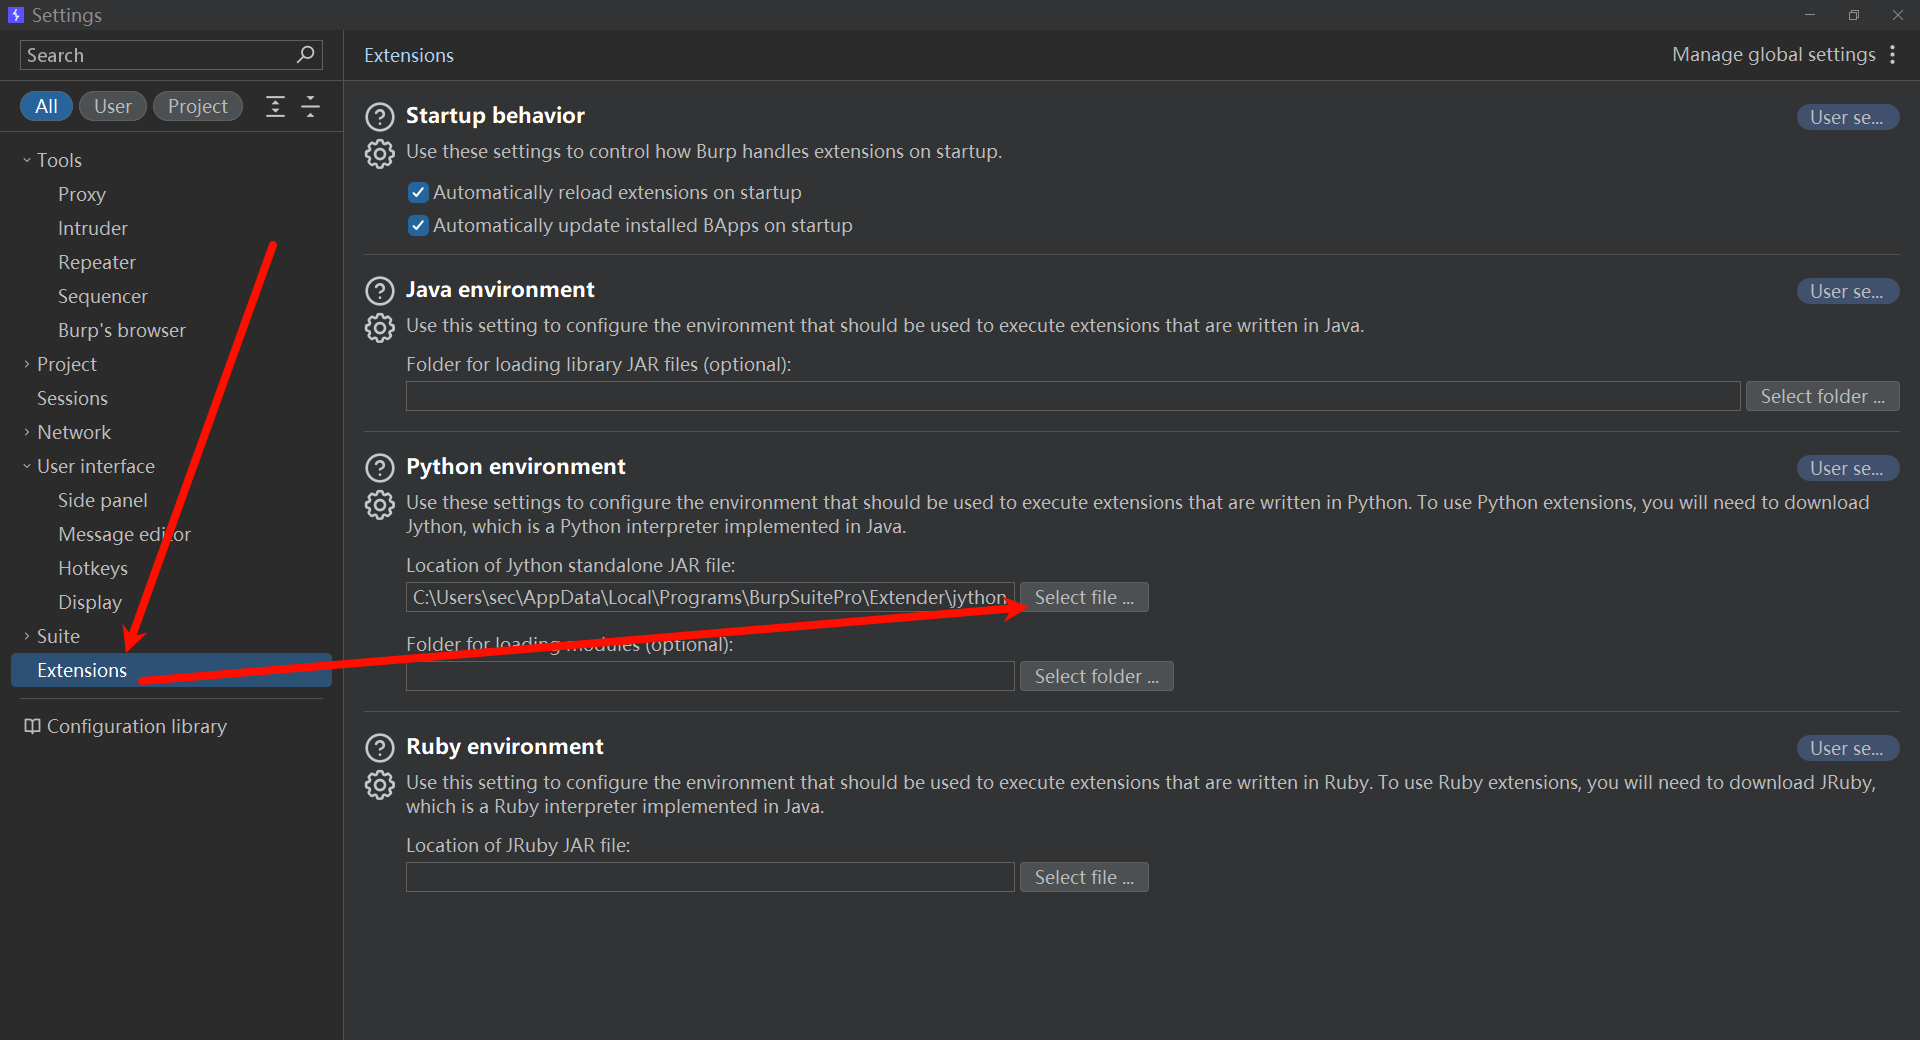 Settings
Search
All
User
Project
Tools
Proxy
Intruder
Repeater
Sequencer
Burp's browser
Project
Sessions
Network
User interface
Side panel
Message editor
Hotkeys
Display
Suite
Extensions
Configuration library
Extensions
Manage global settings
Startup behavior
User se...
Use these settings to control how Burp handles extensions on startup.
Automatically reload extensions on startup
Automatically update installed BApps on startup
Java environment
User se...
Use this setting to configure the environment that should be used to execute extensions that are written in Java.
Folder for loading library JAR files (optional):
Select folder ...
Python environment
User se...
Use these settings to configure the environment that should be used to execute extensions that are written in Python. To use Python extensions, you will need to download
Jython, which is a Python interpreter implemented in Java.
Location of Jython standalone JAR file:
C:\Users\sec\AppData\Local\Programs\BurpSuitePro\Extender\jython
Select file ...
Folder for loading modules (optional):
Select folder ...
Ruby environment
User se...
Use this setting to configure the environment that should be used to execute extensions that are written in Ruby. To use Ruby extensions, you will need to download JRuby,
which is a Ruby interpreter implemented in Java.
Location of JRuby JAR file:
Select file ...